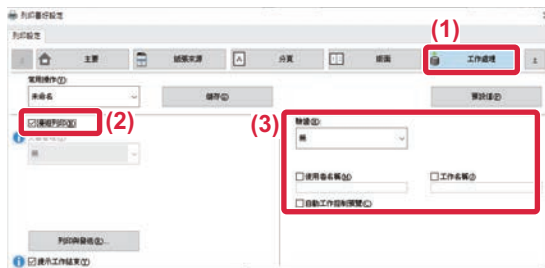 列印喜好設定
列印設定
(1)
主要 紙張來源 A 分頁 版面 工作處理
常用操作(O)
未命名 儲存(V) 預設值(F)
(2) ☑滯留列印(R) (3) 驗證(B)
無 無
□使用者名稱(M) □工作名稱(J)
□自動工作控制預覽(C)
列印與發送(D)...
☑提示工作結束(T)